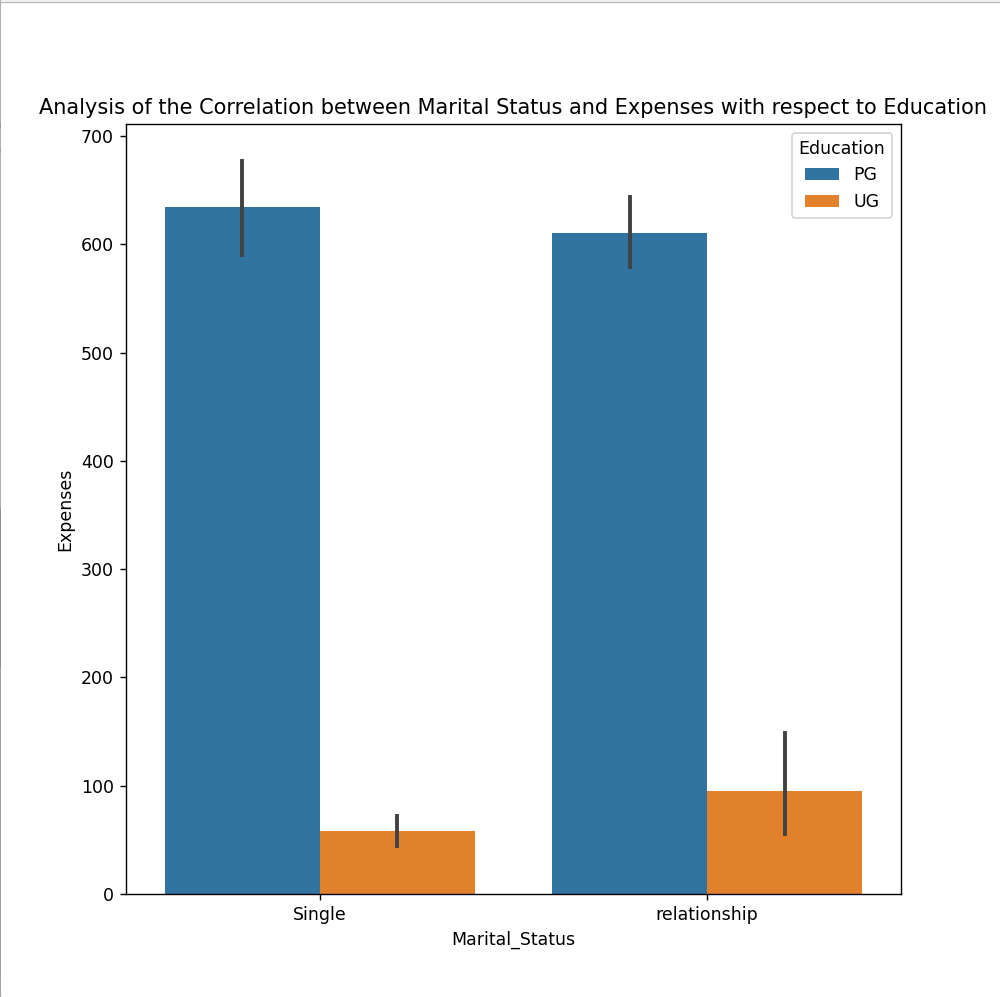 Analysis of the Correlation between Marital Status and Expenses with respect to Education
Education
PG
UG
700
600
500
400
300
200
100
0
Expenses
Single
relationship
Marital_Status